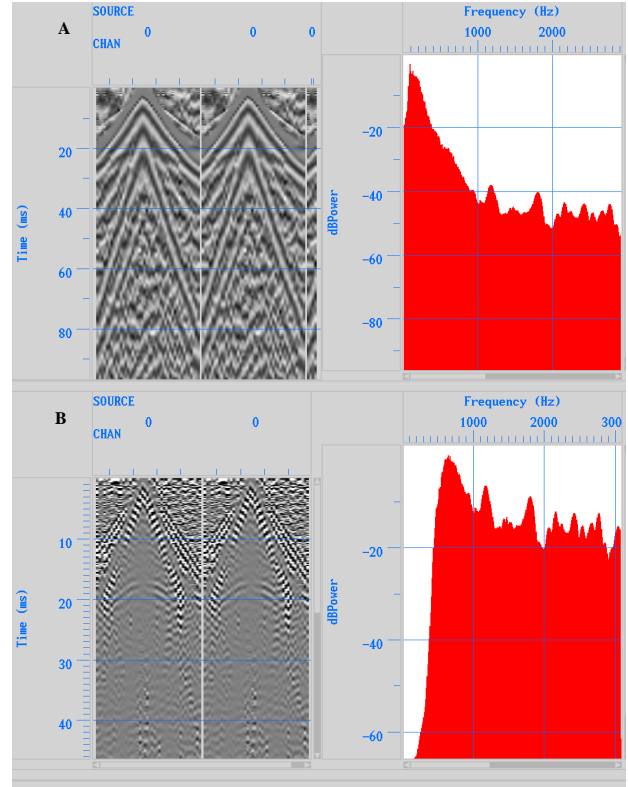 A
SOURCE
0 0 0
CHAN
Time (ms)
20
40
60
80
Frequency (Hz)
1000 2000
dBPower
-20
-40
-60
-80
B
SOURCE
0 0
CHAN
Time (ms)
10
20
30
40
Frequency (Hz)
1000 2000 300
dBPower
-20
-40
-60